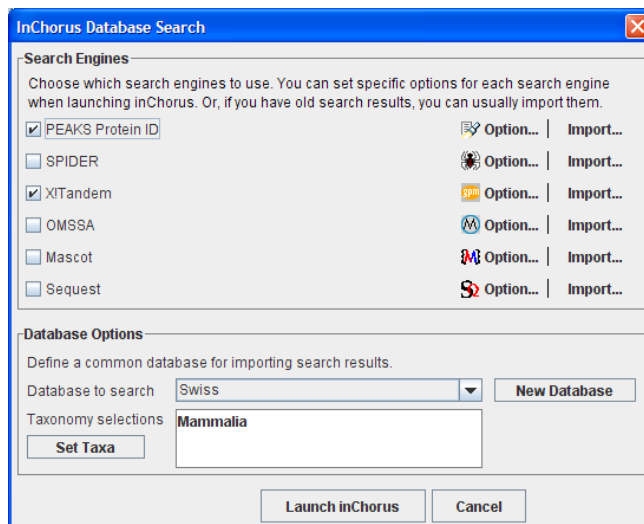 InChorus Database Search
Search Engines
Choose which search engines to use. You can set specific options for each search engine
when launching inChorus. Or, if you have old search results, you can usually import them.
PEAKS Protein ID Option... | Import...
SPIDER Option... | Import...
X!Tandem gpm Option... | Import...
OMSSA Option... | Import...
Mascot Option... | Import...
Sequest Option... | Import...
Database Options
Define a common database for importing search results.
Database to search Swiss New Database
Taxonomy selections Mammalia
Set Taxa
Launch inChorus Cancel